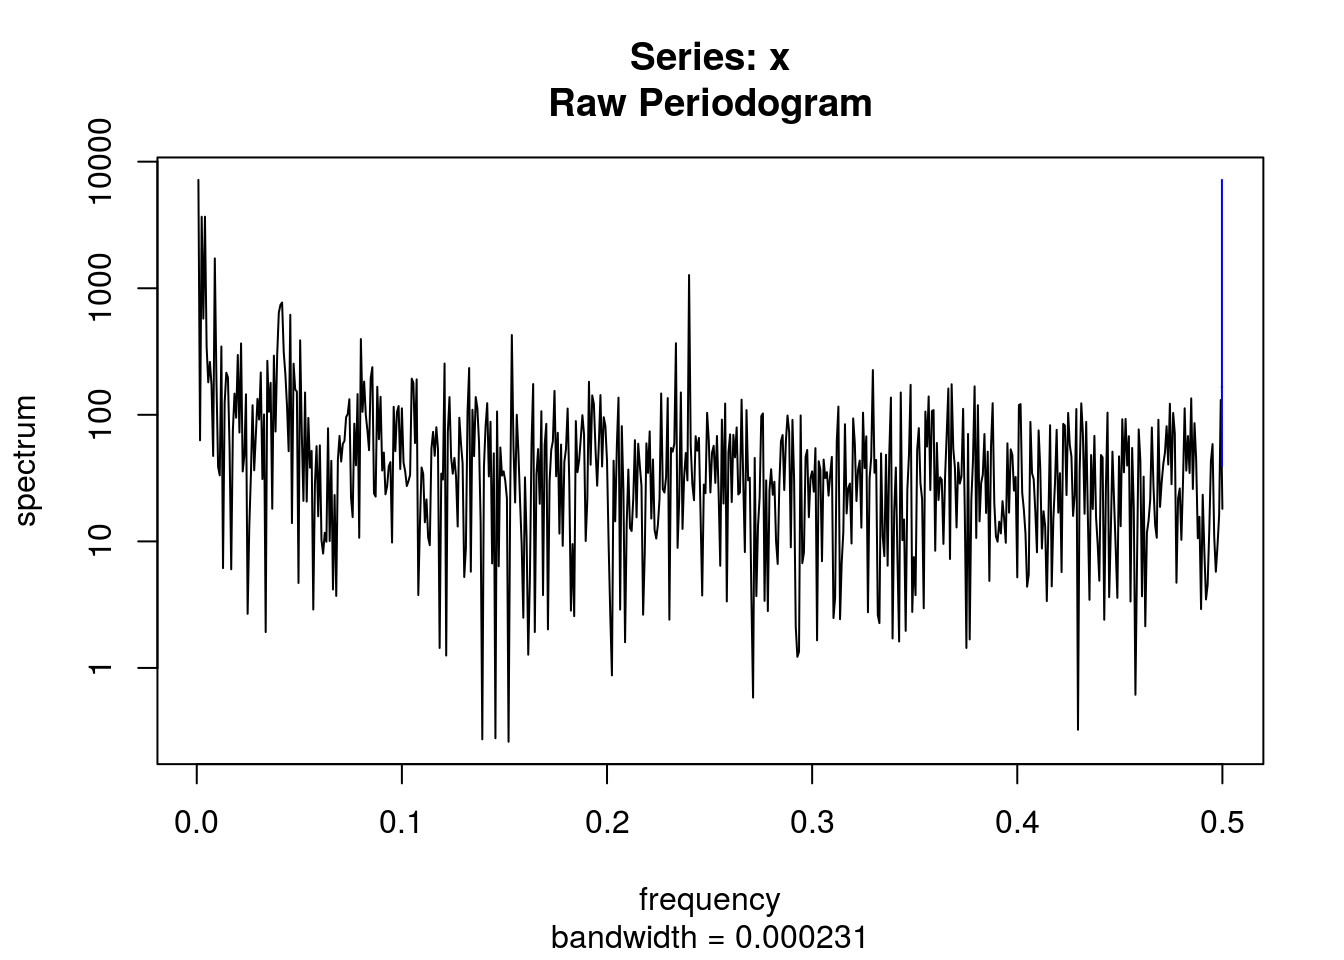 Series: x
Raw Periodogram
10000
1000
100
10
1
spectrum
0.0 0.1 0.2 0.3 0.4 0.5
frequency
bandwidth = 0.000231